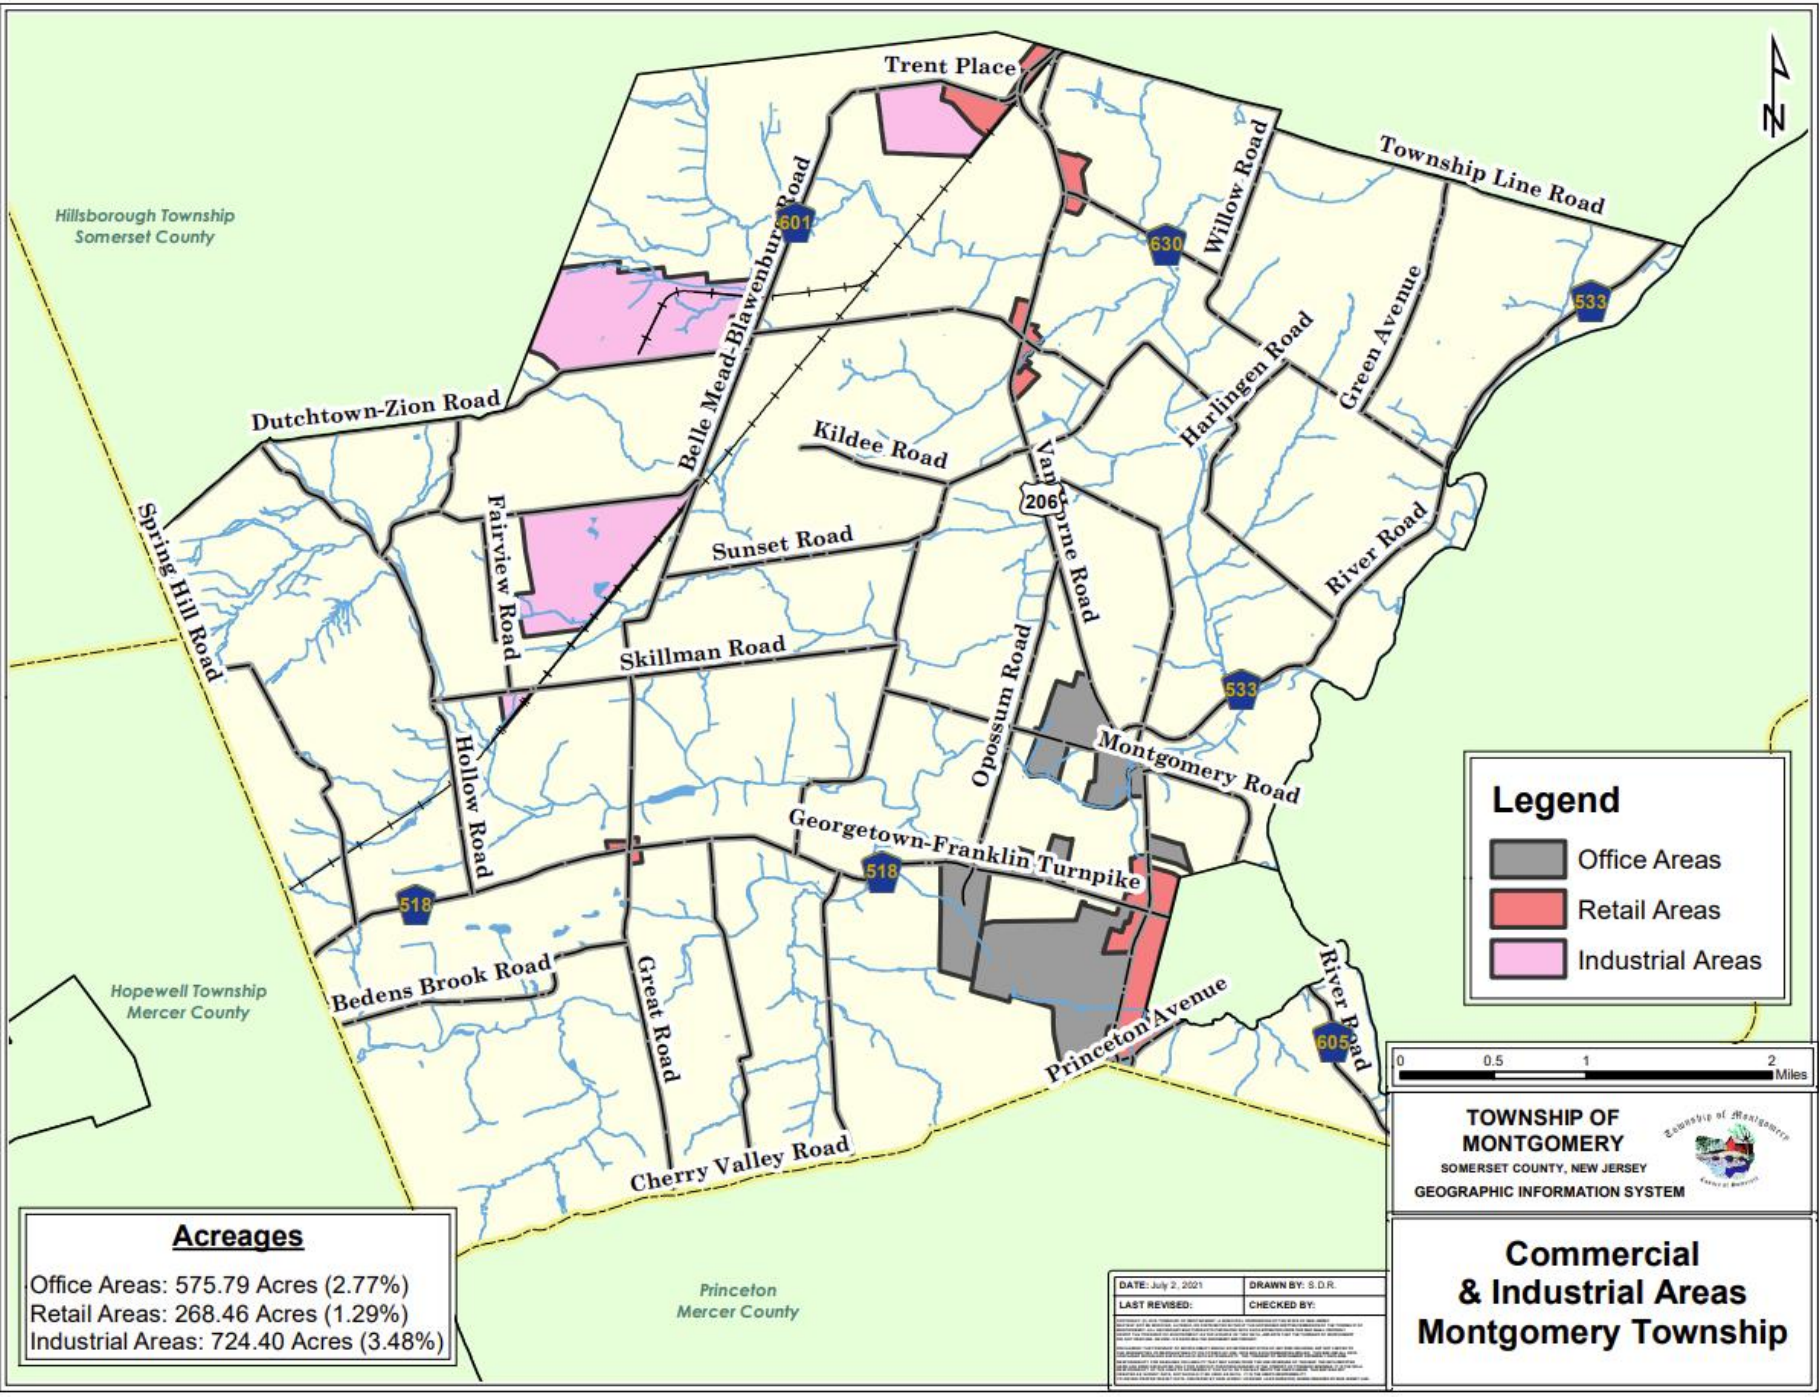 Trent Place
Township Line Road
Willow Road
Belle Mead-Blawenburg Road
601
630
533
Hillsborough Township
Somerset County
Green Avenue
Harlingen Road
Dutchtown-Zion Road
Kildee Road
Van Horne Road
206
Spring Hill Road
Fairview Road
Sunset Road
River Road
Skillman Road
Opossum Road
533
Montgomery Road
Hollow Road
Georgetown-Franklin Turnpike
518
518
Bedens Brook Road
Great Road
Princeton Avenue
River Road
605
Hopewell Township
Mercer County
Cherry Valley Road
Princeton
Mercer County
N
Legend
Office Areas
Retail Areas
Industrial Areas
0 0.5 1 2
Miles
TOWNSHIP OF
MONTGOMERY
SOMERSET COUNTY, NEW JERSEY
GEOGRAPHIC INFORMATION SYSTEM
Township of Montgomery
County of Somerset
Commercial
& Industrial Areas
Montgomery Township
Acreages
Office Areas: 575.79 Acres (2.77%)
Retail Areas: 268.46 Acres (1.29%)
Industrial Areas: 724.40 Acres (3.48%)
DATE: July 2, 2021 DRAWN BY: S.D.R.
LAST REVISED: CHECKED BY: